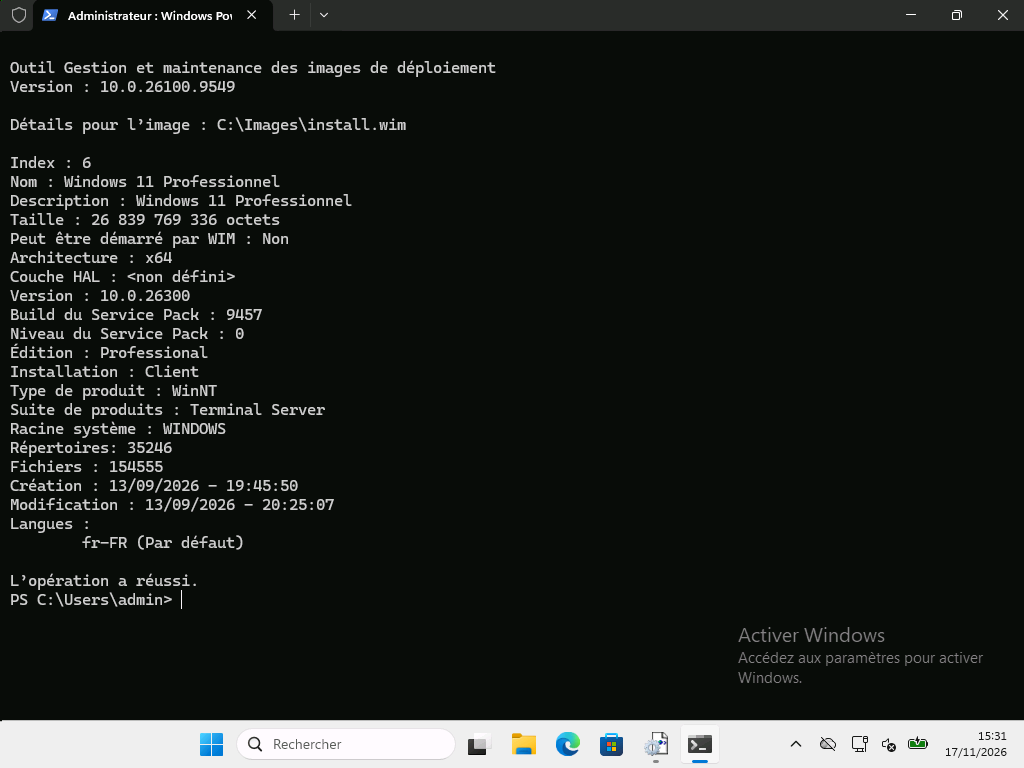 Administrateur : Windows Pow
Outil Gestion et maintenance des images de déploiement
Version : 10.0.26100.9549
Détails pour l’image : C:\Images\install.wim
Index : 6
Nom : Windows 11 Professionnel
Description : Windows 11 Professionnel
Taille : 26 839 769 336 octets
Peut être démarré par WIM : Non
Architecture : x64
Couche HAL : <non défini>
Version : 10.0.26300
Build du Service Pack : 9457
Niveau du Service Pack : 0
Édition : Professional
Installation : Client
Type de produit : WinNT
Suite de produits : Terminal Server
Racine système : WINDOWS
Répertoires: 35246
Fichiers : 154555
Création : 13/09/2026 - 19:45:50
Modification : 13/09/2026 - 20:25:07
Langues :
fr-FR (Par défaut)
L’opération a réussi.
PS C:\Users\admin>
Activer Windows
Accédez aux paramètres pour activer
Windows.
Rechercher
15:31
17/11/2026